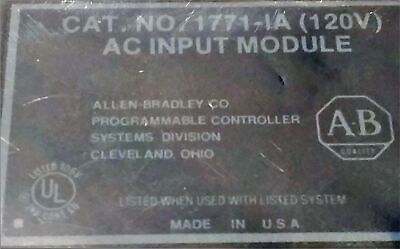 CAT. NO. 1771-IA (120V)
AC INPUT MODULE
ALLEN-BRADLEY CO
PROGRAMMABLE CONTROLLER
SYSTEMS DIVISION
CLEVELAND, OHIO
A-B
QUALITY
UL
LISTED WHEN USED WITH LISTED SYSTEM
MADE IN U.S.A